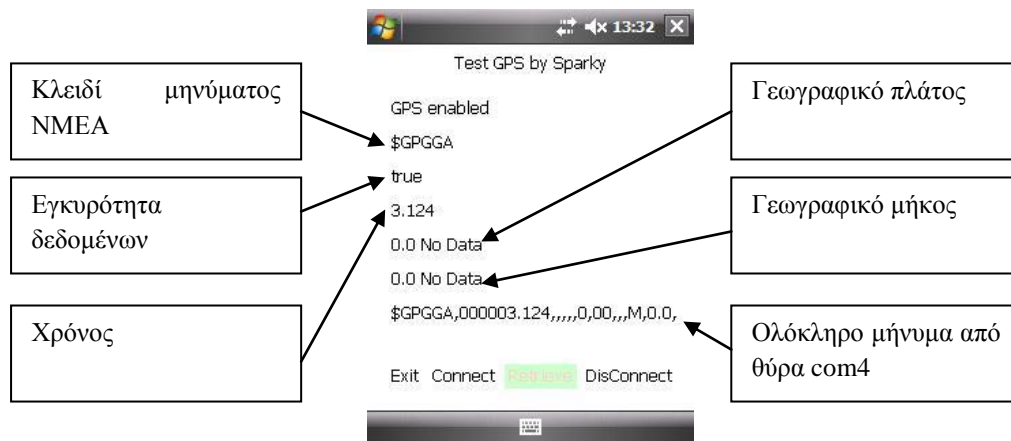 13:32
Test GPS by Sparky
Κλειδί μηνύματος
NMEA
Εγκυρότητα
δεδομένων
Χρόνος
GPS enabled
$GPGGA
true
3.124
0.0 No Data
0.0 No Data
$GPGGA,000003.124,,,,,0,00,,,M,0.0,
Exit Connect Retrieve DisConnect
Γεωγραφικό πλάτος
Γεωγραφικό μήκος
Ολόκληρο μήνυμα από
θύρα com4